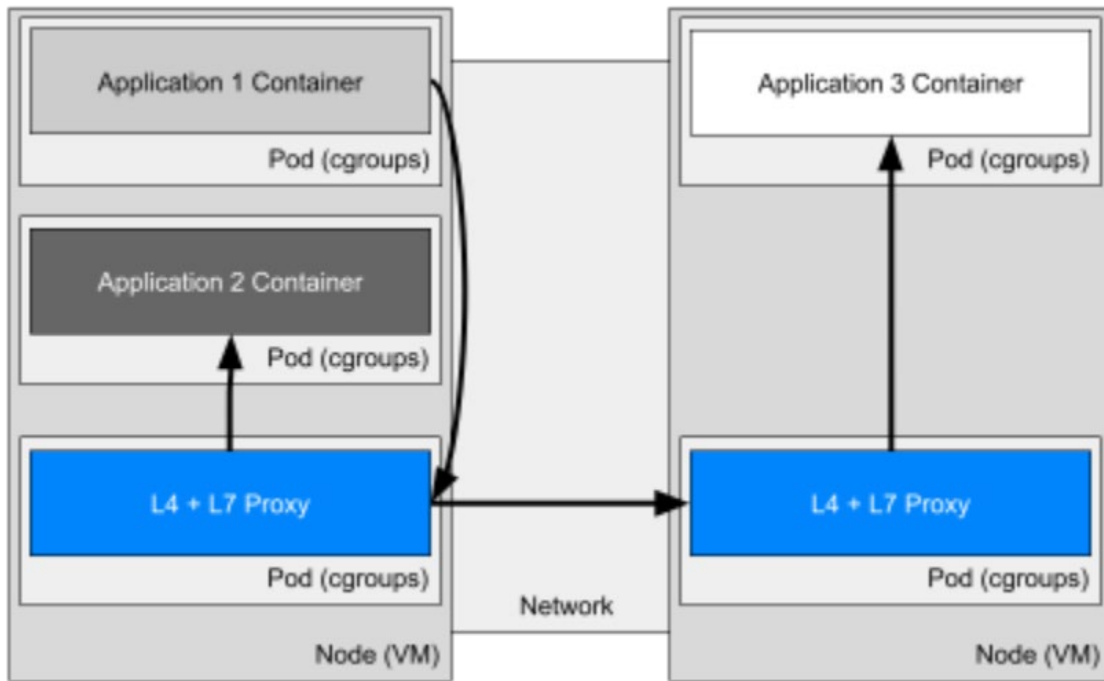 Application 1 Container
Pod (cgroups)
Application 2 Container
Pod (cgroups)
L4 + L7 Proxy
Pod (cgroups)
Node (VM)
Network
Application 3 Container
Pod (cgroups)
L4 + L7 Proxy
Pod (cgroups)
Node (VM)